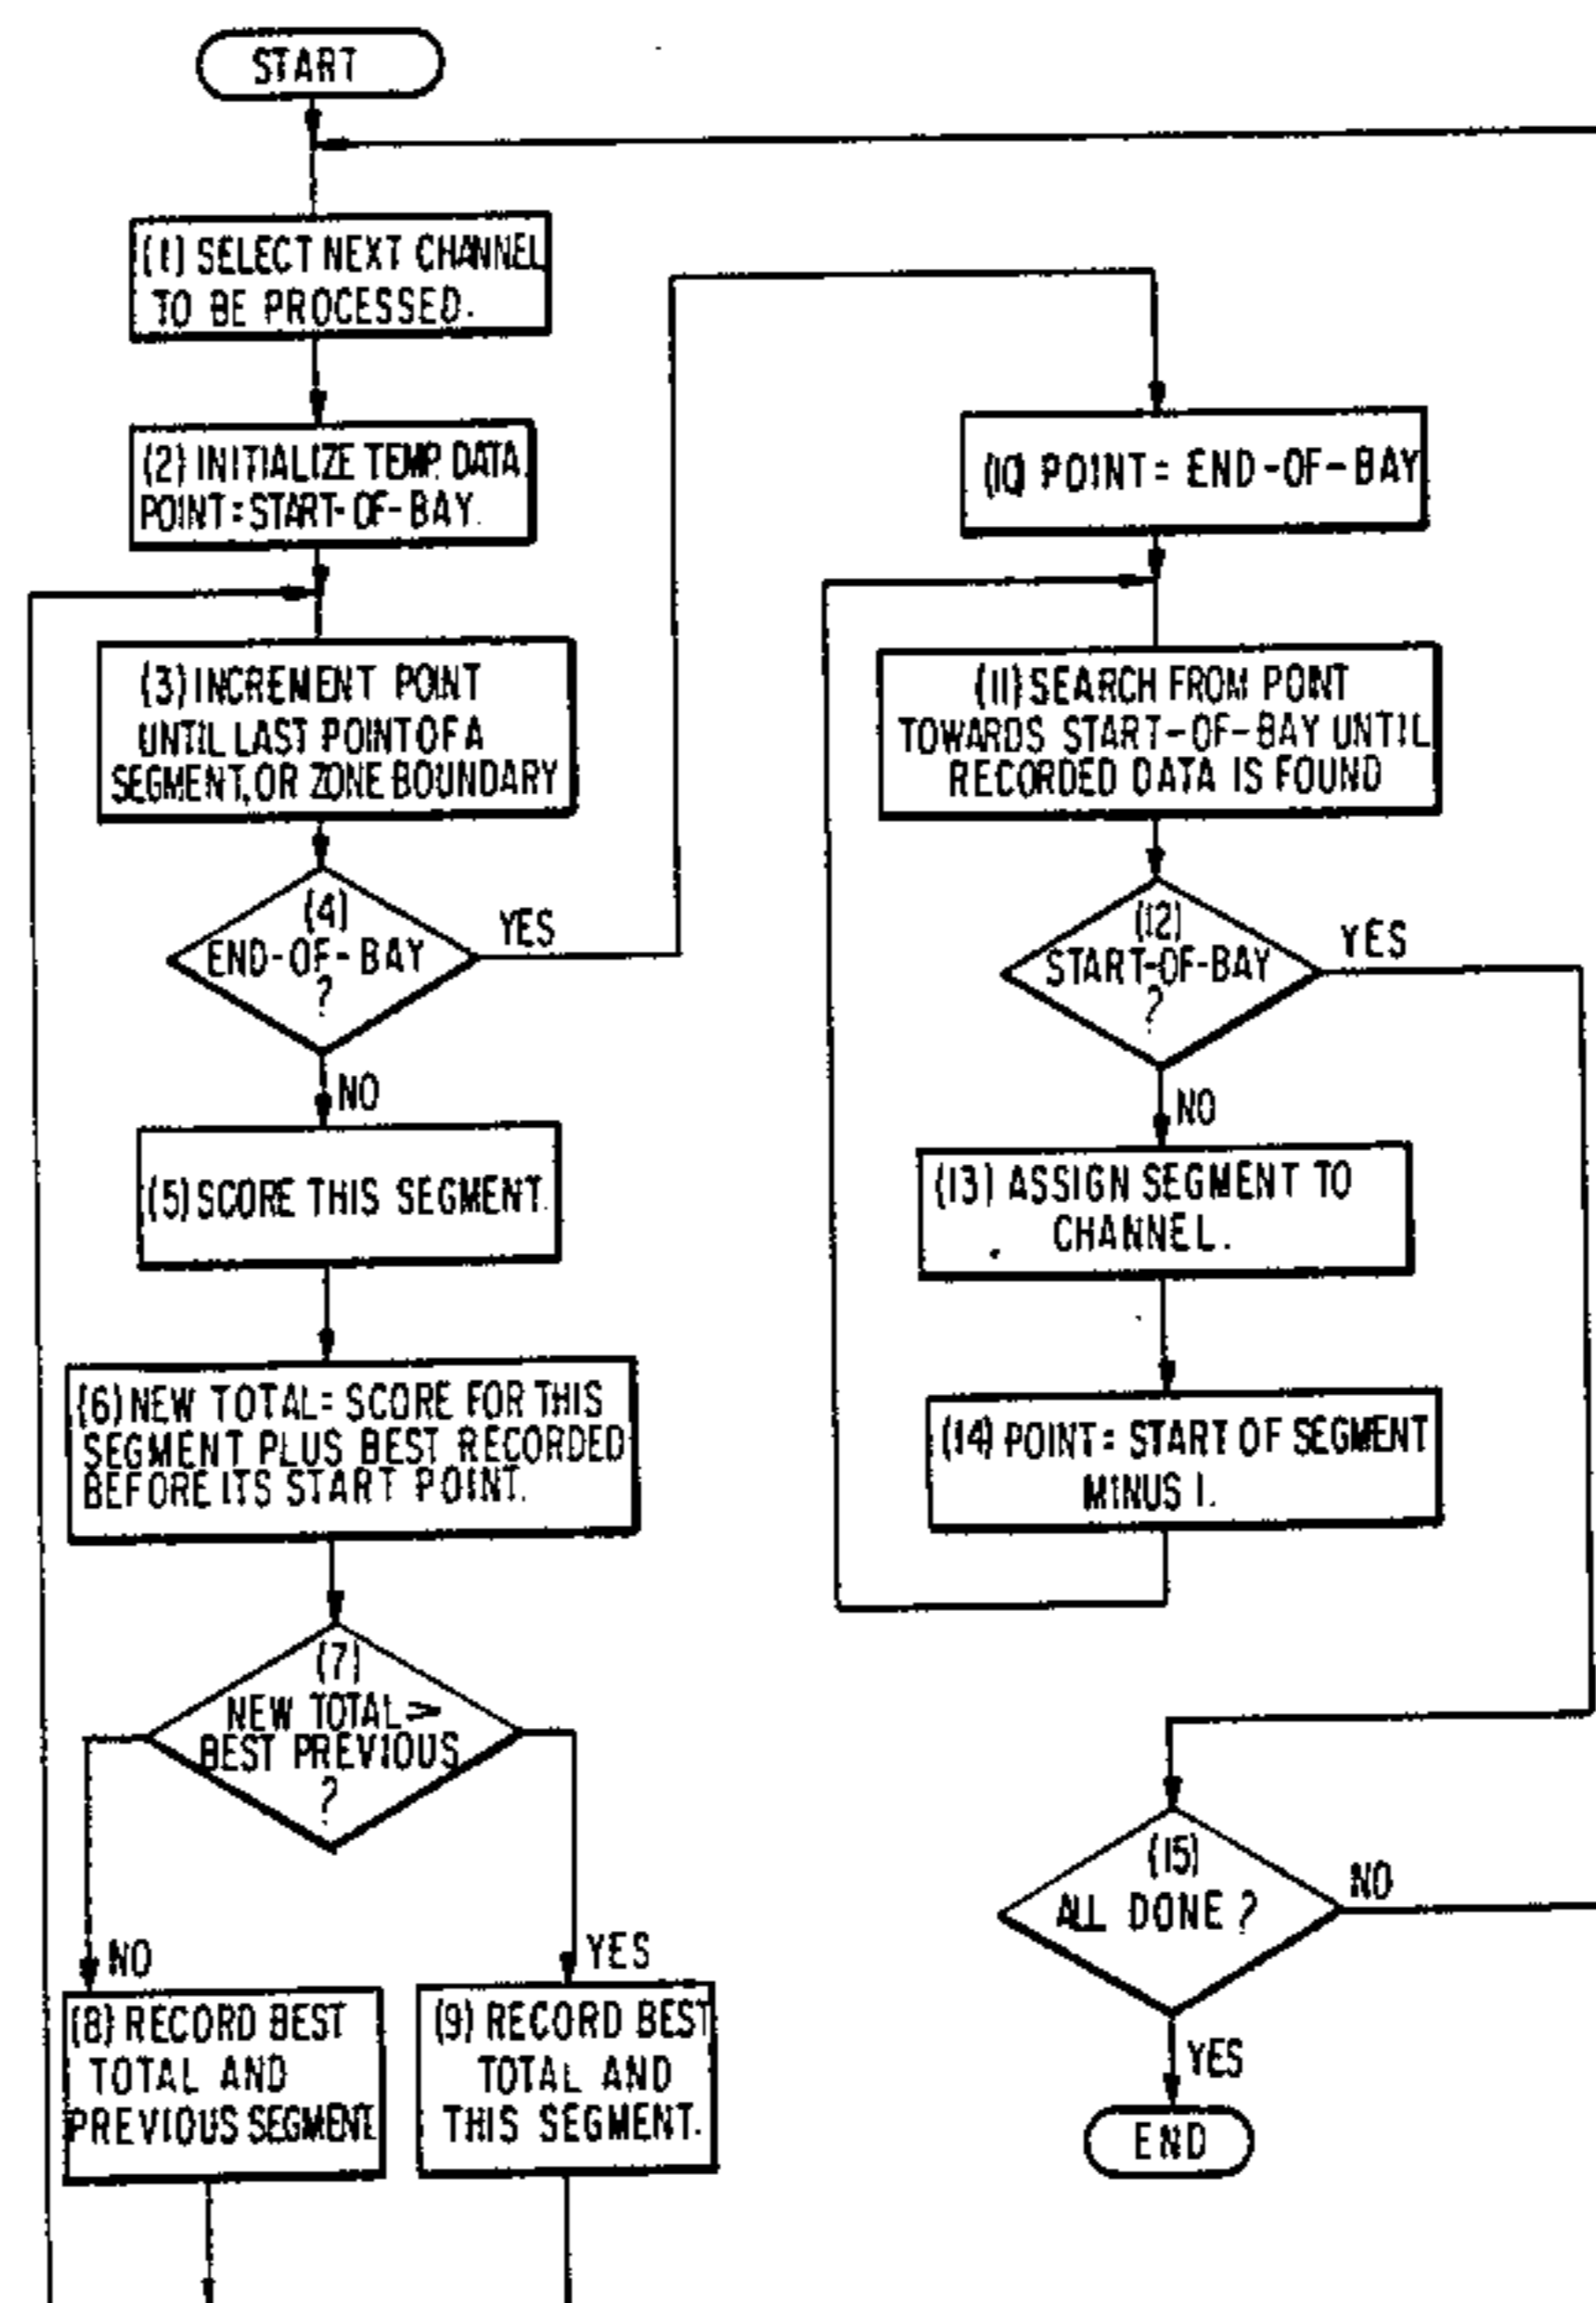 START
(1) SELECT NEXT CHANNEL
TO BE PROCESSED.
(2) INITIALIZE TEMP. DATA.
POINT = START-OF-BAY.
(3) INCREMENT POINT
UNTIL LAST POINT OF A
SEGMENT, OR ZONE BOUNDARY
(4)
END-OF-BAY
?
YES
NO
(5) SCORE THIS SEGMENT.
(6) NEW TOTAL = SCORE FOR THIS
SEGMENT PLUS BEST RECORDED
BEFORE ITS START POINT.
(7)
NEW TOTAL >
BEST PREVIOUS
?
NO
YES
(8) RECORD BEST
TOTAL AND
PREVIOUS SEGMENT.
(9) RECORD BEST
TOTAL AND
THIS SEGMENT.
(10) POINT = END-OF-BAY
(11) SEARCH FROM POINT
TOWARDS START-OF-BAY UNTIL
RECORDED DATA IS FOUND
(12)
START-OF-BAY
?
YES
NO
(13) ASSIGN SEGMENT TO
CHANNEL.
(14) POINT = START OF SEGMENT
MINUS 1.
(15)
ALL DONE ?
NO
YES
END